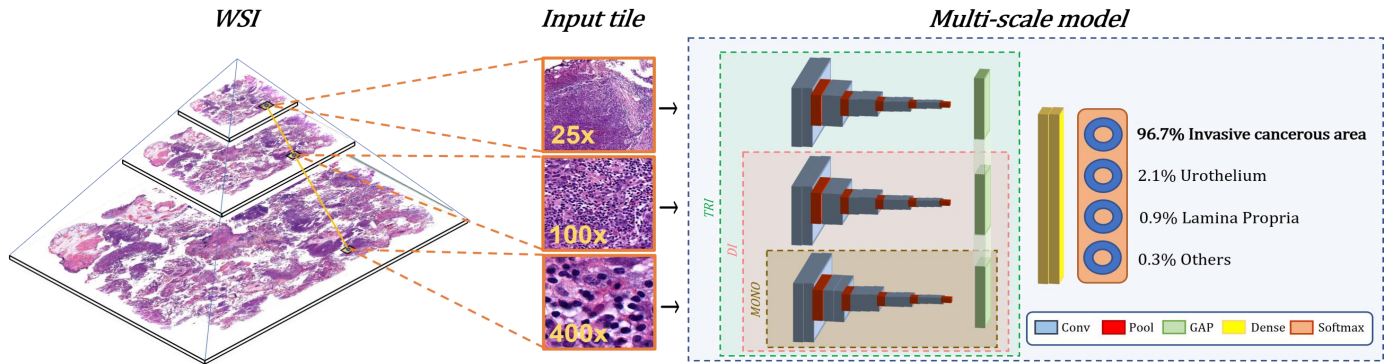 WSI
Input tile
Multi-scale model
25x
100x
400x
TRI
DI
MONO
96.7% Invasive cancerous area
2.1% Urothelium
0.9% Lamina Propria
0.3% Others
Conv
Pool
GAP
Dense
Softmax